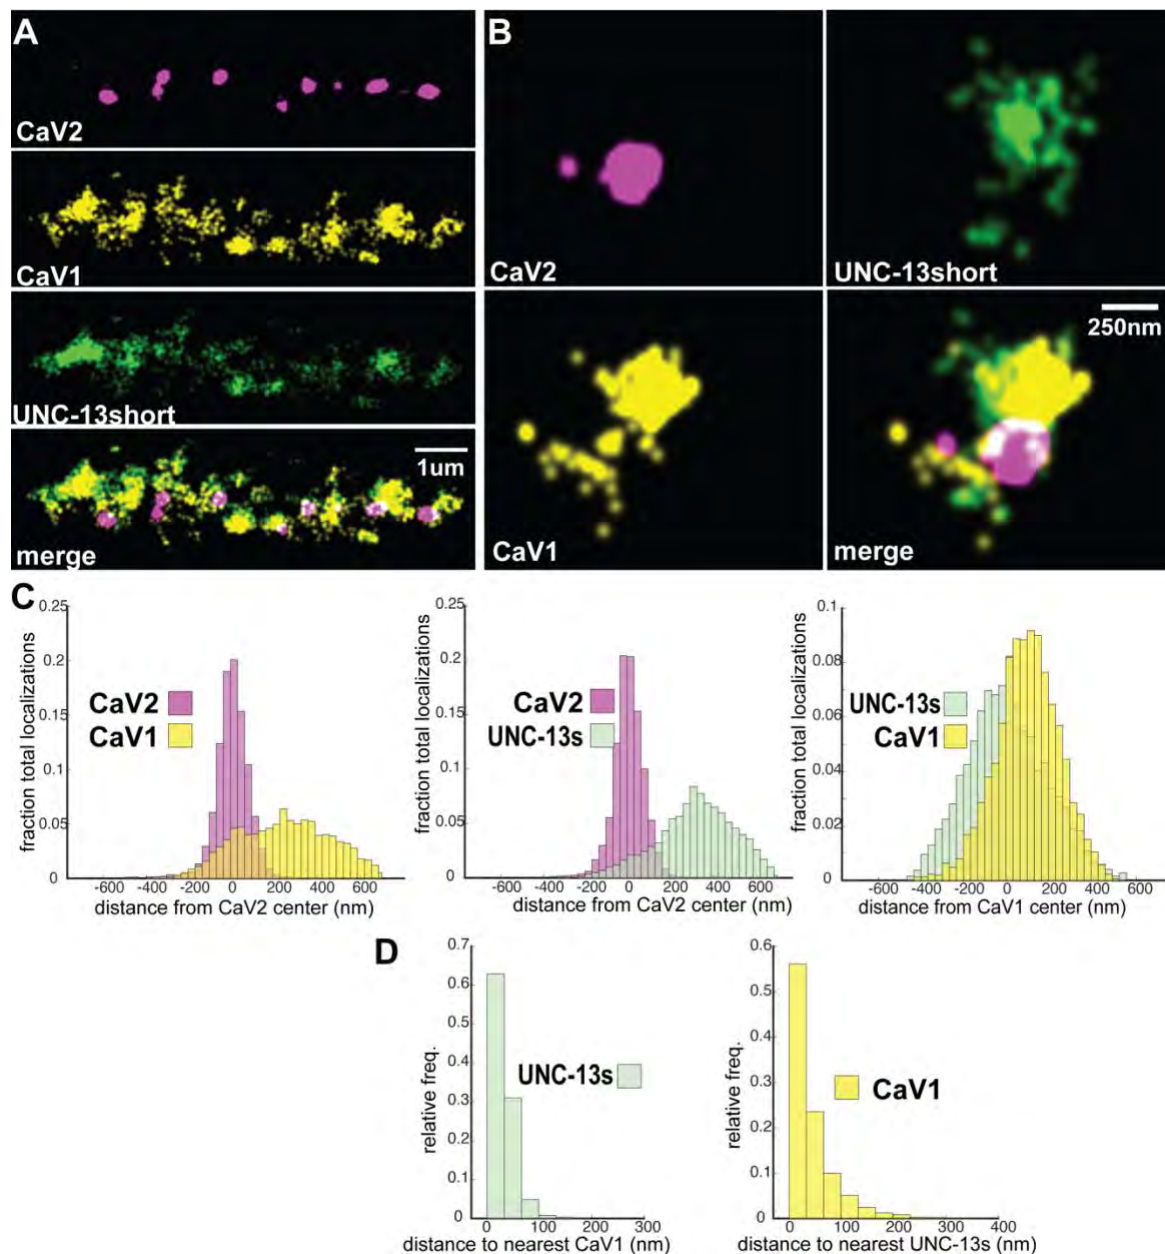 A
CaV2
CaV1
UNC-13short
merge
1um
B
CaV2
UNC-13short
CaV1
merge
250nm
C
fraction total localizations
0.25
0.2
0.15
0.1
0.05
0
CaV2
CaV1
-600 -400 -200 0 200 400 600
distance from CaV2 center (nm)
fraction total localizations
0.25
0.2
0.15
0.1
0.05
0
CaV2
UNC-13s
-600 -400 -200 0 200 400 600
distance from CaV2 center (nm)
fraction total localizations
0.1
0.08
0.06
0.04
0.02
0
UNC-13s
CaV1
-600 -400 -200 0 200 400 600
distance from CaV1 center (nm)
D
relative freq.
0.7
0.6
0.5
0.4
0.3
0.2
0.1
0
UNC-13s
0 100 200 300
distance to nearest CaV1 (nm)
relative freq.
0.6
0.5
0.4
0.3
0.2
0.1
0
CaV1
0 100 200 300 400
distance to nearest UNC-13s (nm)